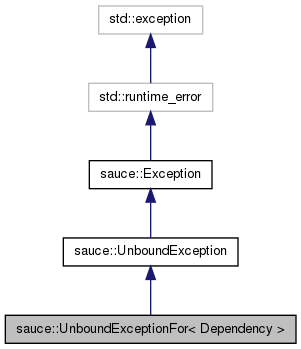 std::exception
std::runtime_error
sauce::Exception
sauce::UnboundException
sauce::UnboundExceptionFor< Dependency >